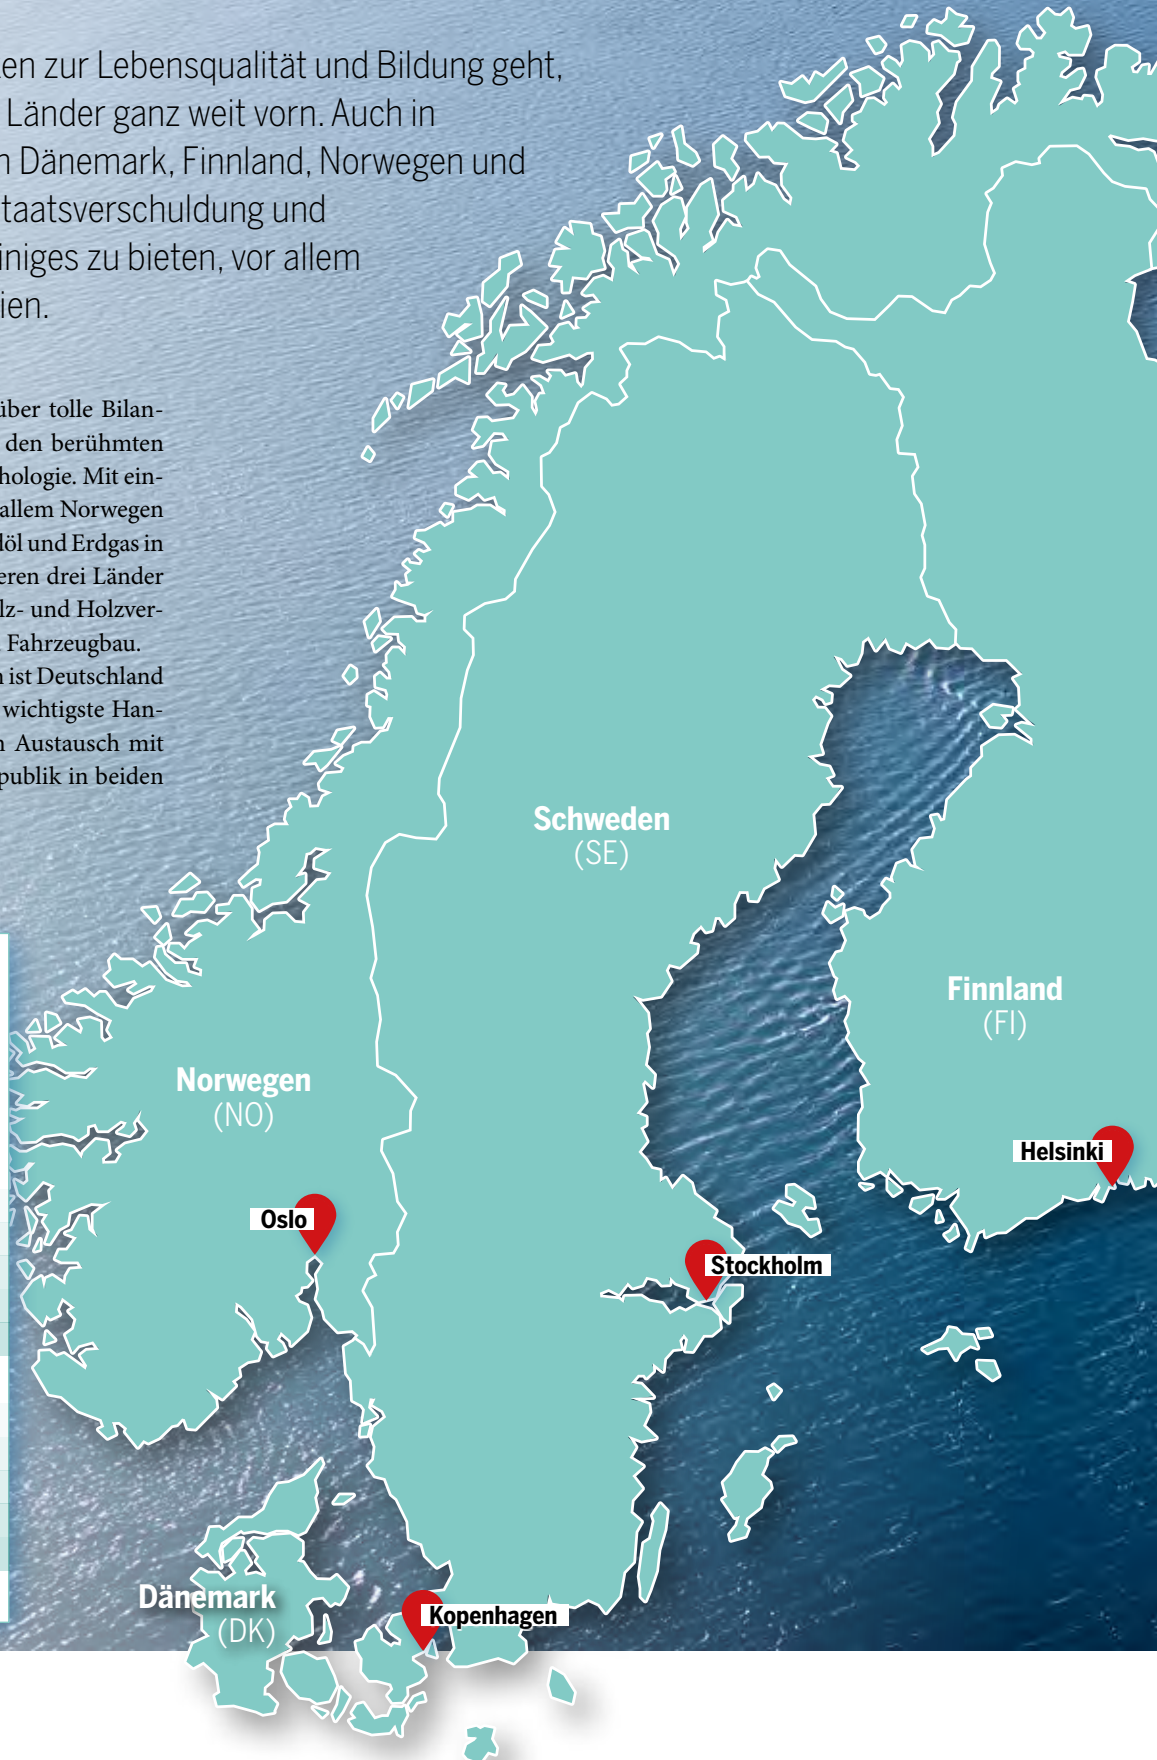 en zur Lebensqualität und Bildung geht,
Länder ganz weit vorn. Auch in
n Dänemark, Finnland, Norwegen und
taatsverschuldung und
iniges zu bieten, vor allem
ien.
über tolle Bilan-
den berühmten
hologie. Mit ein-
allem Norwegen
löl und Erdgas in
eren drei Länder
lz- und Holzver-
Fahrzeugbau.
n ist Deutschland
wichtigste Han-
n Austausch mit
publik in beiden
Schweden
(SE)
Finnland
(FI)
Norwegen
(NO)
Helsinki
Oslo
Stockholm
Dänemark
(DK)
Kopenhagen